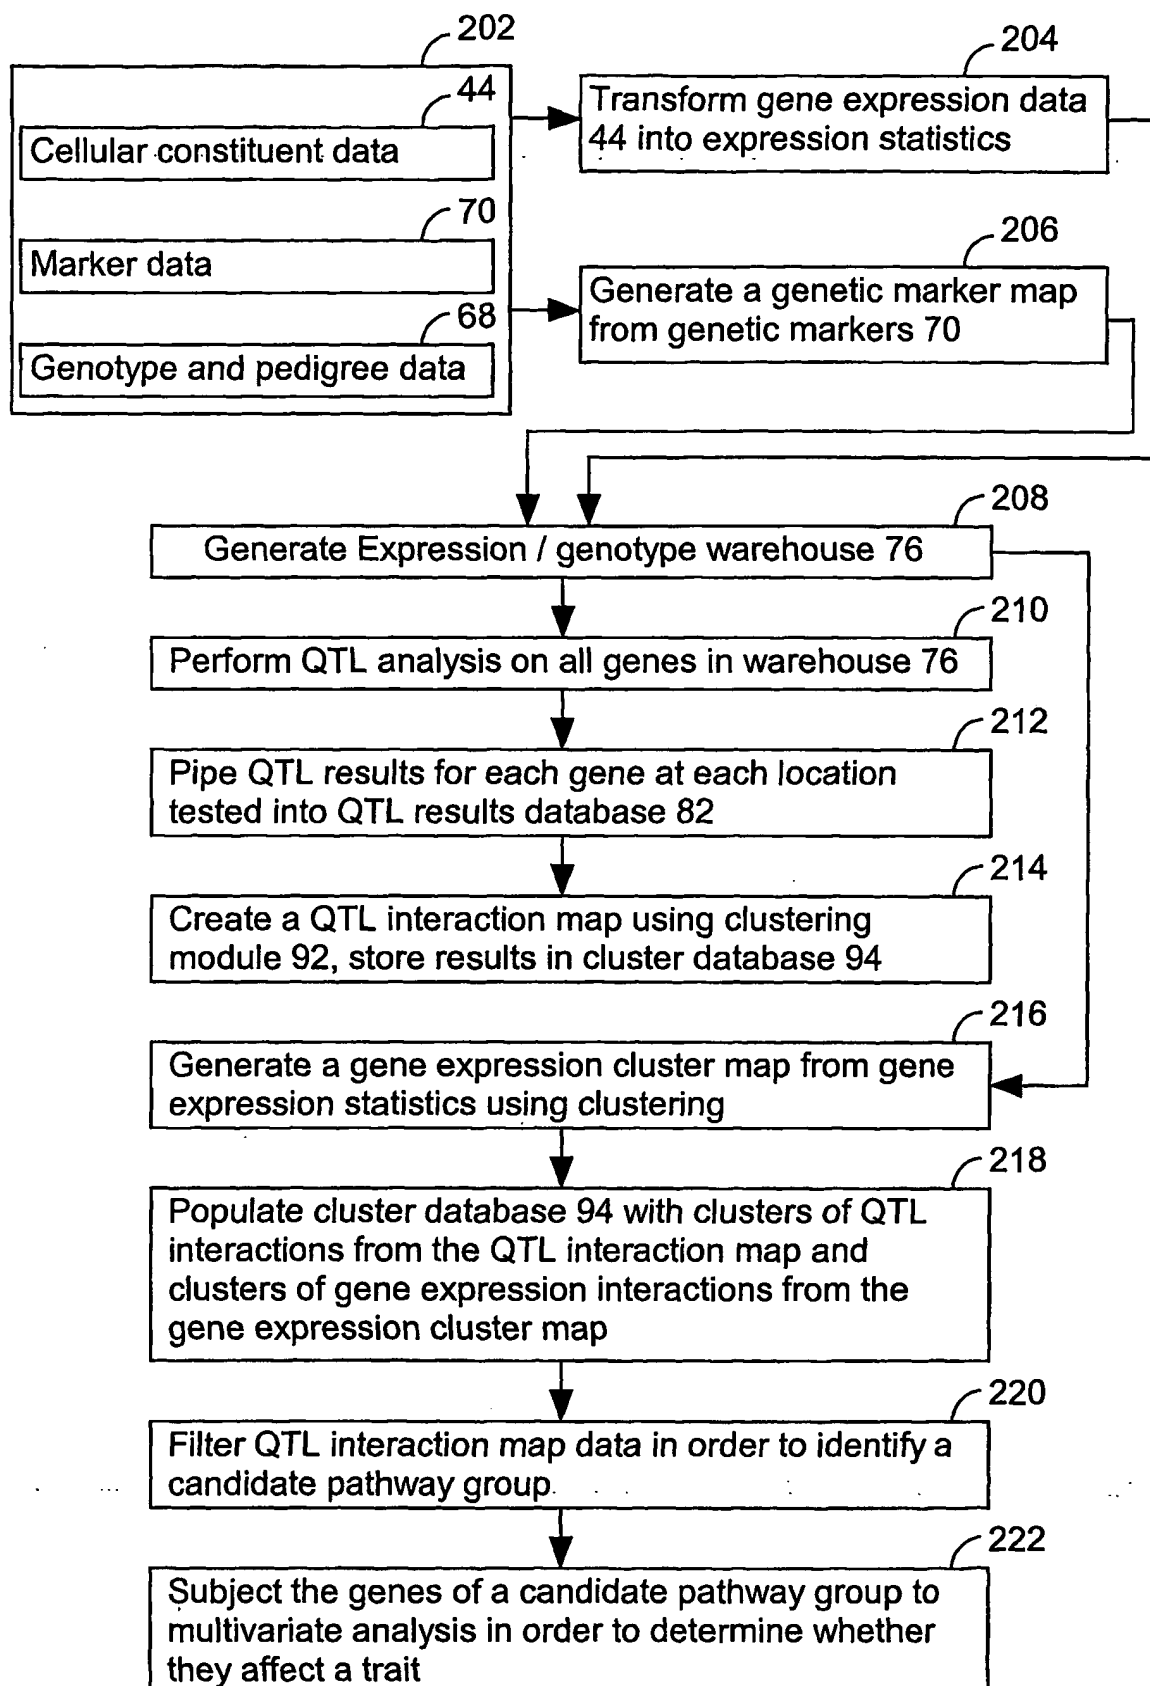 202
44
Cellular constituent data
70
Marker data
68
Genotype and pedigree data
204
Transform gene expression data
44 into expression statistics
206
Generate a genetic marker map
from genetic markers 70
208
Generate Expression / genotype warehouse 76
210
Perform QTL analysis on all genes in warehouse 76
212
Pipe QTL results for each gene at each location
tested into QTL results database 82
214
Create a QTL interaction map using clustering
module 92, store results in cluster database 94
216
Generate a gene expression cluster map from gene
expression statistics using clustering
218
Populate cluster database 94 with clusters of QTL
interactions from the QTL interaction map and
clusters of gene expression interactions from the
gene expression cluster map
220
Filter QTL interaction map data in order to identify a
candidate pathway group
222
Subject the genes of a candidate pathway group to
multivariate analysis in order to determine whether
they affect a trait